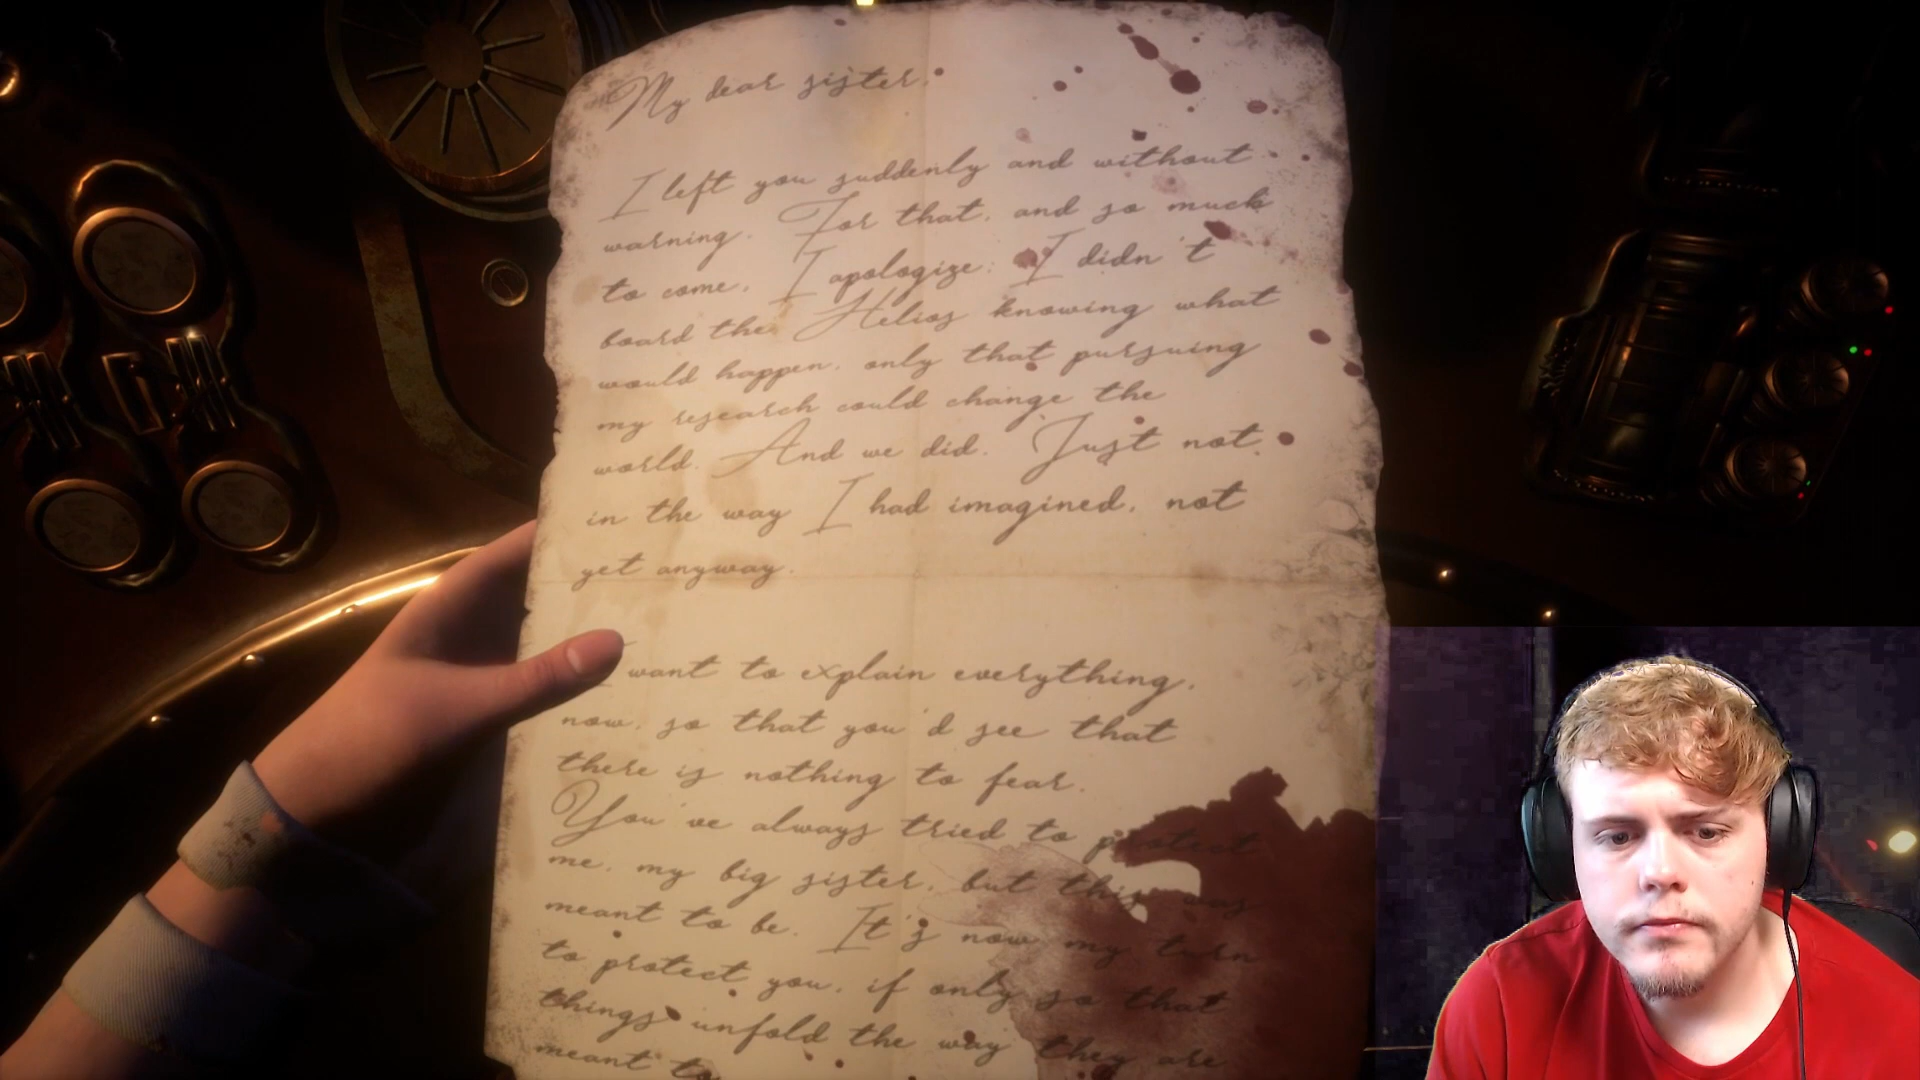 My dear sister,
I left you suddenly and without
warning. For that, and so much
to come, I apologize. I didn't
board the Helios knowing what
would happen, only that pursuing
my research could change the
world. And we did. Just not
in the way I had imagined, not
yet anyway.
I want to explain everything,
now, so that you'd see that
there is nothing to fear.
You've always tried to protect
me, my big sister, but this was
meant to be. It's now my turn
to protect you, if only so that
things unfold the way they are
meant to